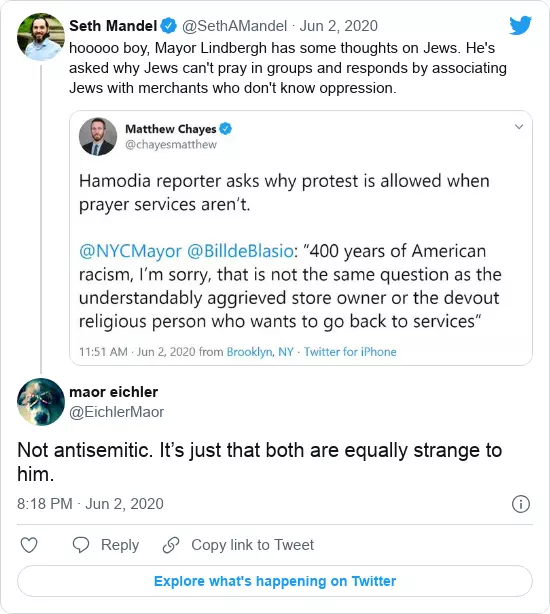 Seth Mandel @SethAMandel · Jun 2, 2020
hooooo boy, Mayor Lindbergh has some thoughts on Jews. He's
asked why Jews can't pray in groups and responds by associating
Jews with merchants who don't know oppression.
Matthew Chayes
@chayesmatthew
Hamodia reporter asks why protest is allowed when
prayer services aren't.
@NYCMayor @BilldeBlasio: "400 years of American
racism, I'm sorry, that is not the same question as the
understandably aggrieved store owner or the devout
religious person who wants to go back to services"
11:51 AM · Jun 2, 2020 from Brooklyn, NY · Twitter for iPhone
maor eichler
@EichlerMaor
Not antisemitic. It's just that both are equally strange to
him.
8:18 PM · Jun 2, 2020
Reply
Copy link to Tweet
Explore what's happening on Twitter